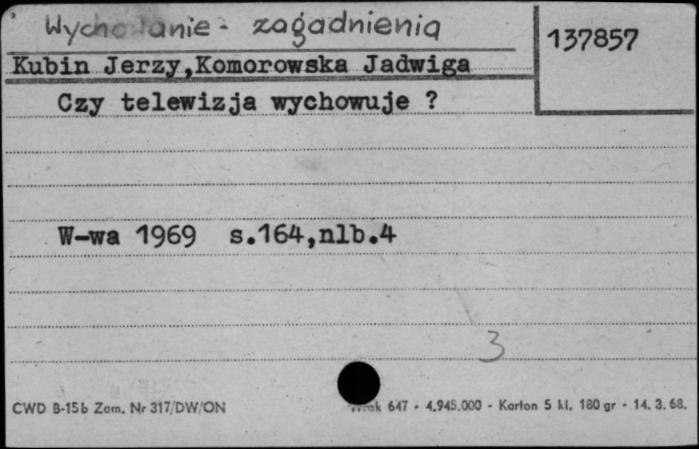 Wychowanie - zagadnienia
137857
Kubin Jerzy,Komorowska Jadwiga
Czy telewizja wychowuje ?
W-wa 1969 s.164,nlb.4
3
CWD B-15b Zam. Nr 317/DW/ON
647 - 4.945.000 - Karton 5 kl. 180 gr - 14. 3. 68.